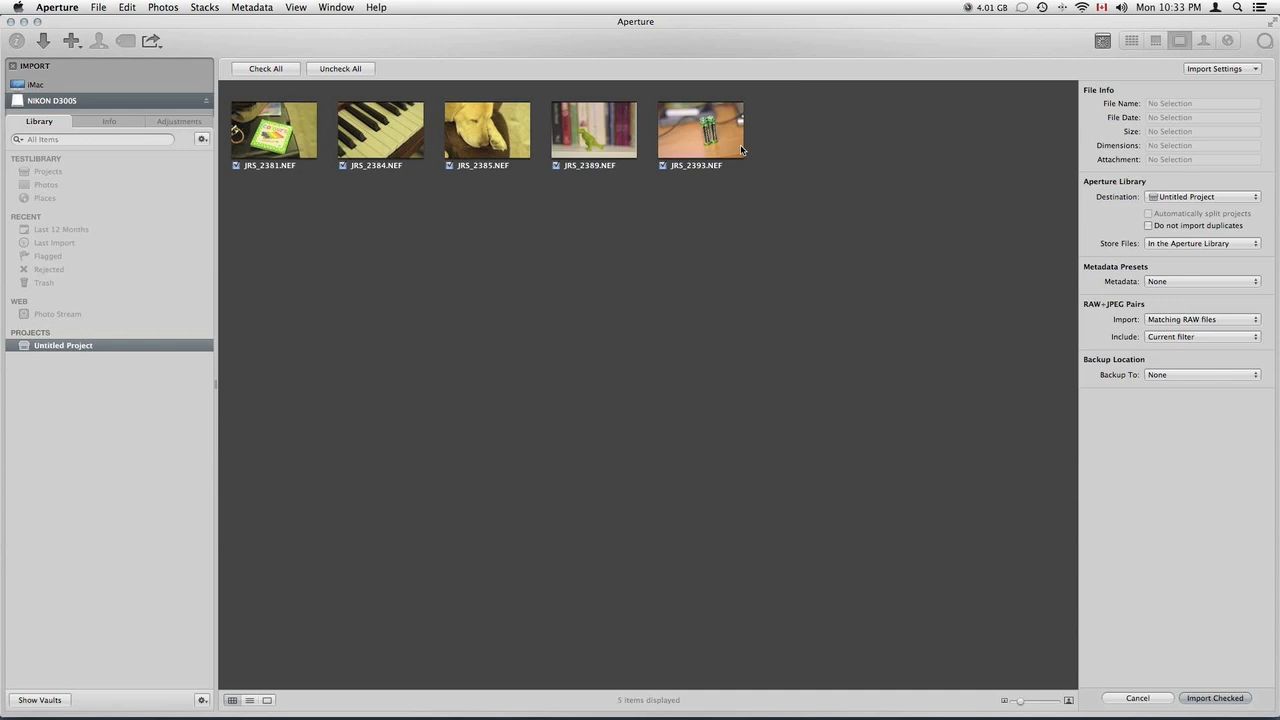 Aperture File Edit Photos Stacks Metadata View Window Help 4.01 GB Mon 10:33 PM
Aperture
IMPORT
iMac
NIKON D300S
Library Info Adjustments
All Items
TESTLIBRARY
Projects
Photos
Places
RECENT
Last 12 Months
Last Import
Flagged
Rejected
Trash
WEB
Photo Stream
PROJECTS
Untitled Project
Show Vaults
Check All Uncheck All
JRS_2381.NEF JRS_2384.NEF JRS_2385.NEF JRS_2389.NEF JRS_2393.NEF
5 items displayed
Import Settings
File Info
File Name: No Selection
File Date: No Selection
Size: No Selection
Dimensions: No Selection
Attachment: No Selection
Aperture Library
Destination: Untitled Project
Automatically split projects
Do not import duplicates
Store Files: In the Aperture Library
Metadata Presets
Metadata: None
RAW+JPEG Pairs
Import: Matching RAW files
Include: Current filter
Backup Location
Backup To: None
Cancel Import Checked